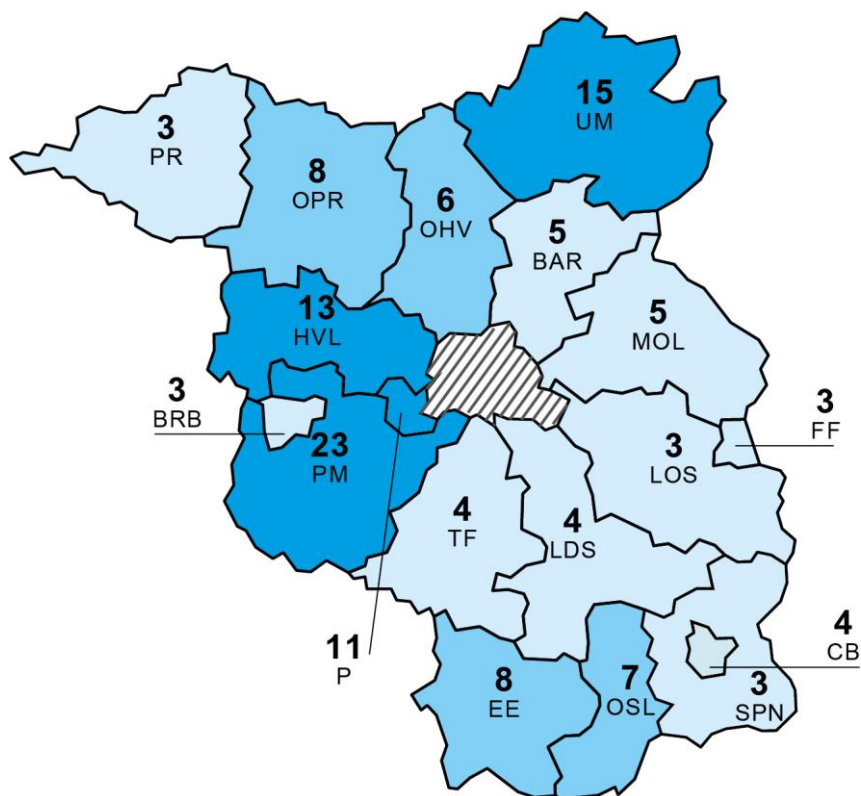 15
UM
3
PR
8
OPR
6
OHV
5
BAR
13
HVL
5
MOL
3
BRB
23
PM
3
FF
3
LOS
4
TF
4
LDS
11
P
4
CB
8
EE
7
OSL
3
SPN